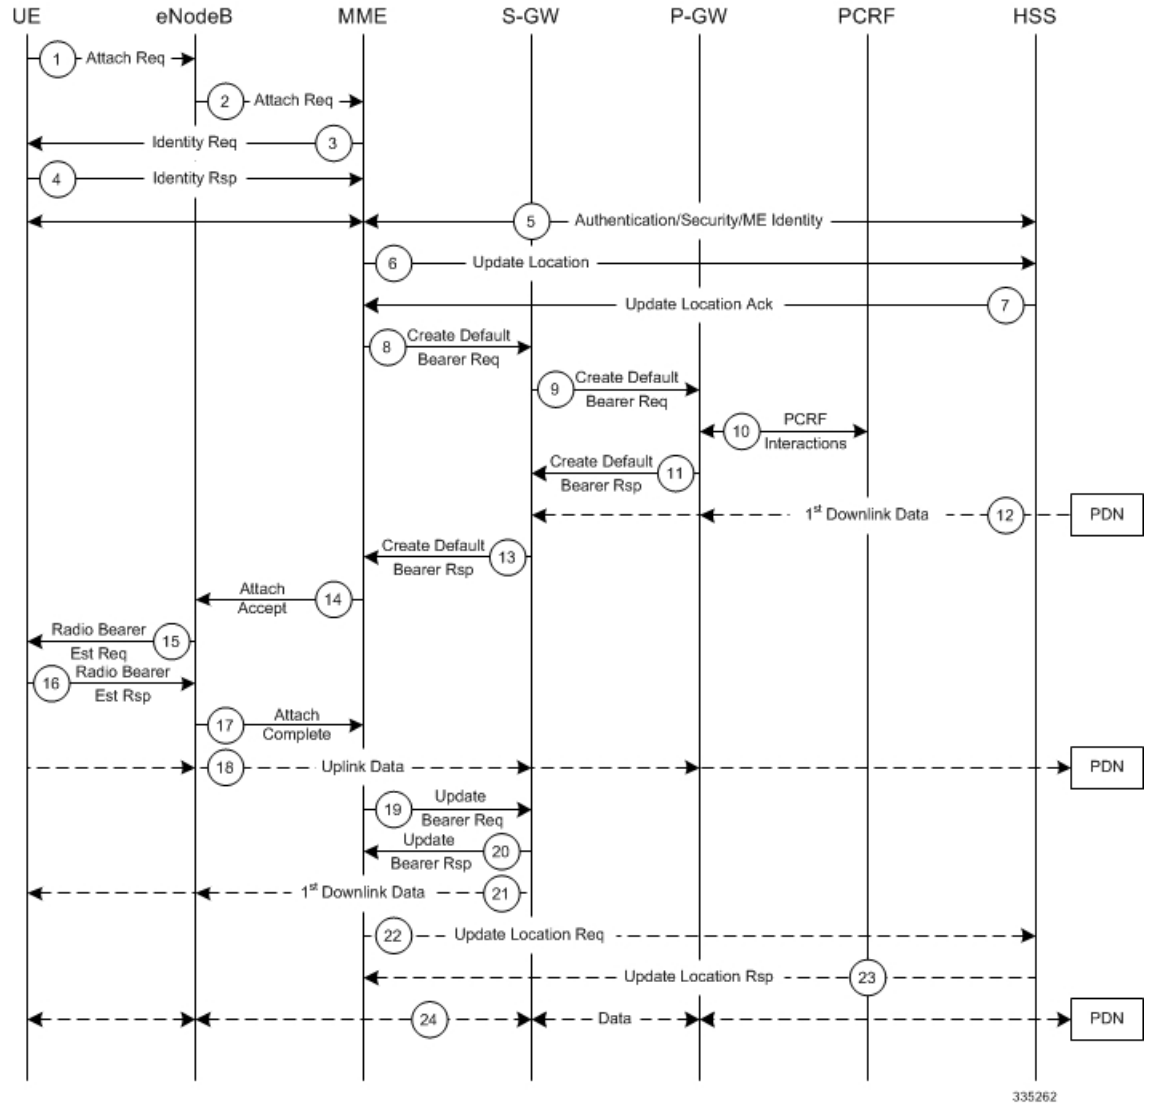 UE eNodeB MME S-GW P-GW PCRF HSS
1 Attach Req
2 Attach Req
Identity Req 3
4 Identity Rsp
5 Authentication/Security/ME Identity
6 Update Location
Update Location Ack 7
8 Create Default
Bearer Req
9 Create Default
Bearer Req
10 PCRF
Interactions
Create Default 11
Bearer Rsp
1st Downlink Data 12 PDN
Create Default 13
Bearer Rsp
Attach 14
Accept
Radio Bearer 15
Est Req
16 Radio Bearer
Est Rsp
17 Attach
Complete
18 Uplink Data PDN
19 Update
Bearer Req
Update 20
Bearer Rsp
1st Downlink Data 21
22 Update Location Req
Update Location Rsp 23
24 Data PDN
335262